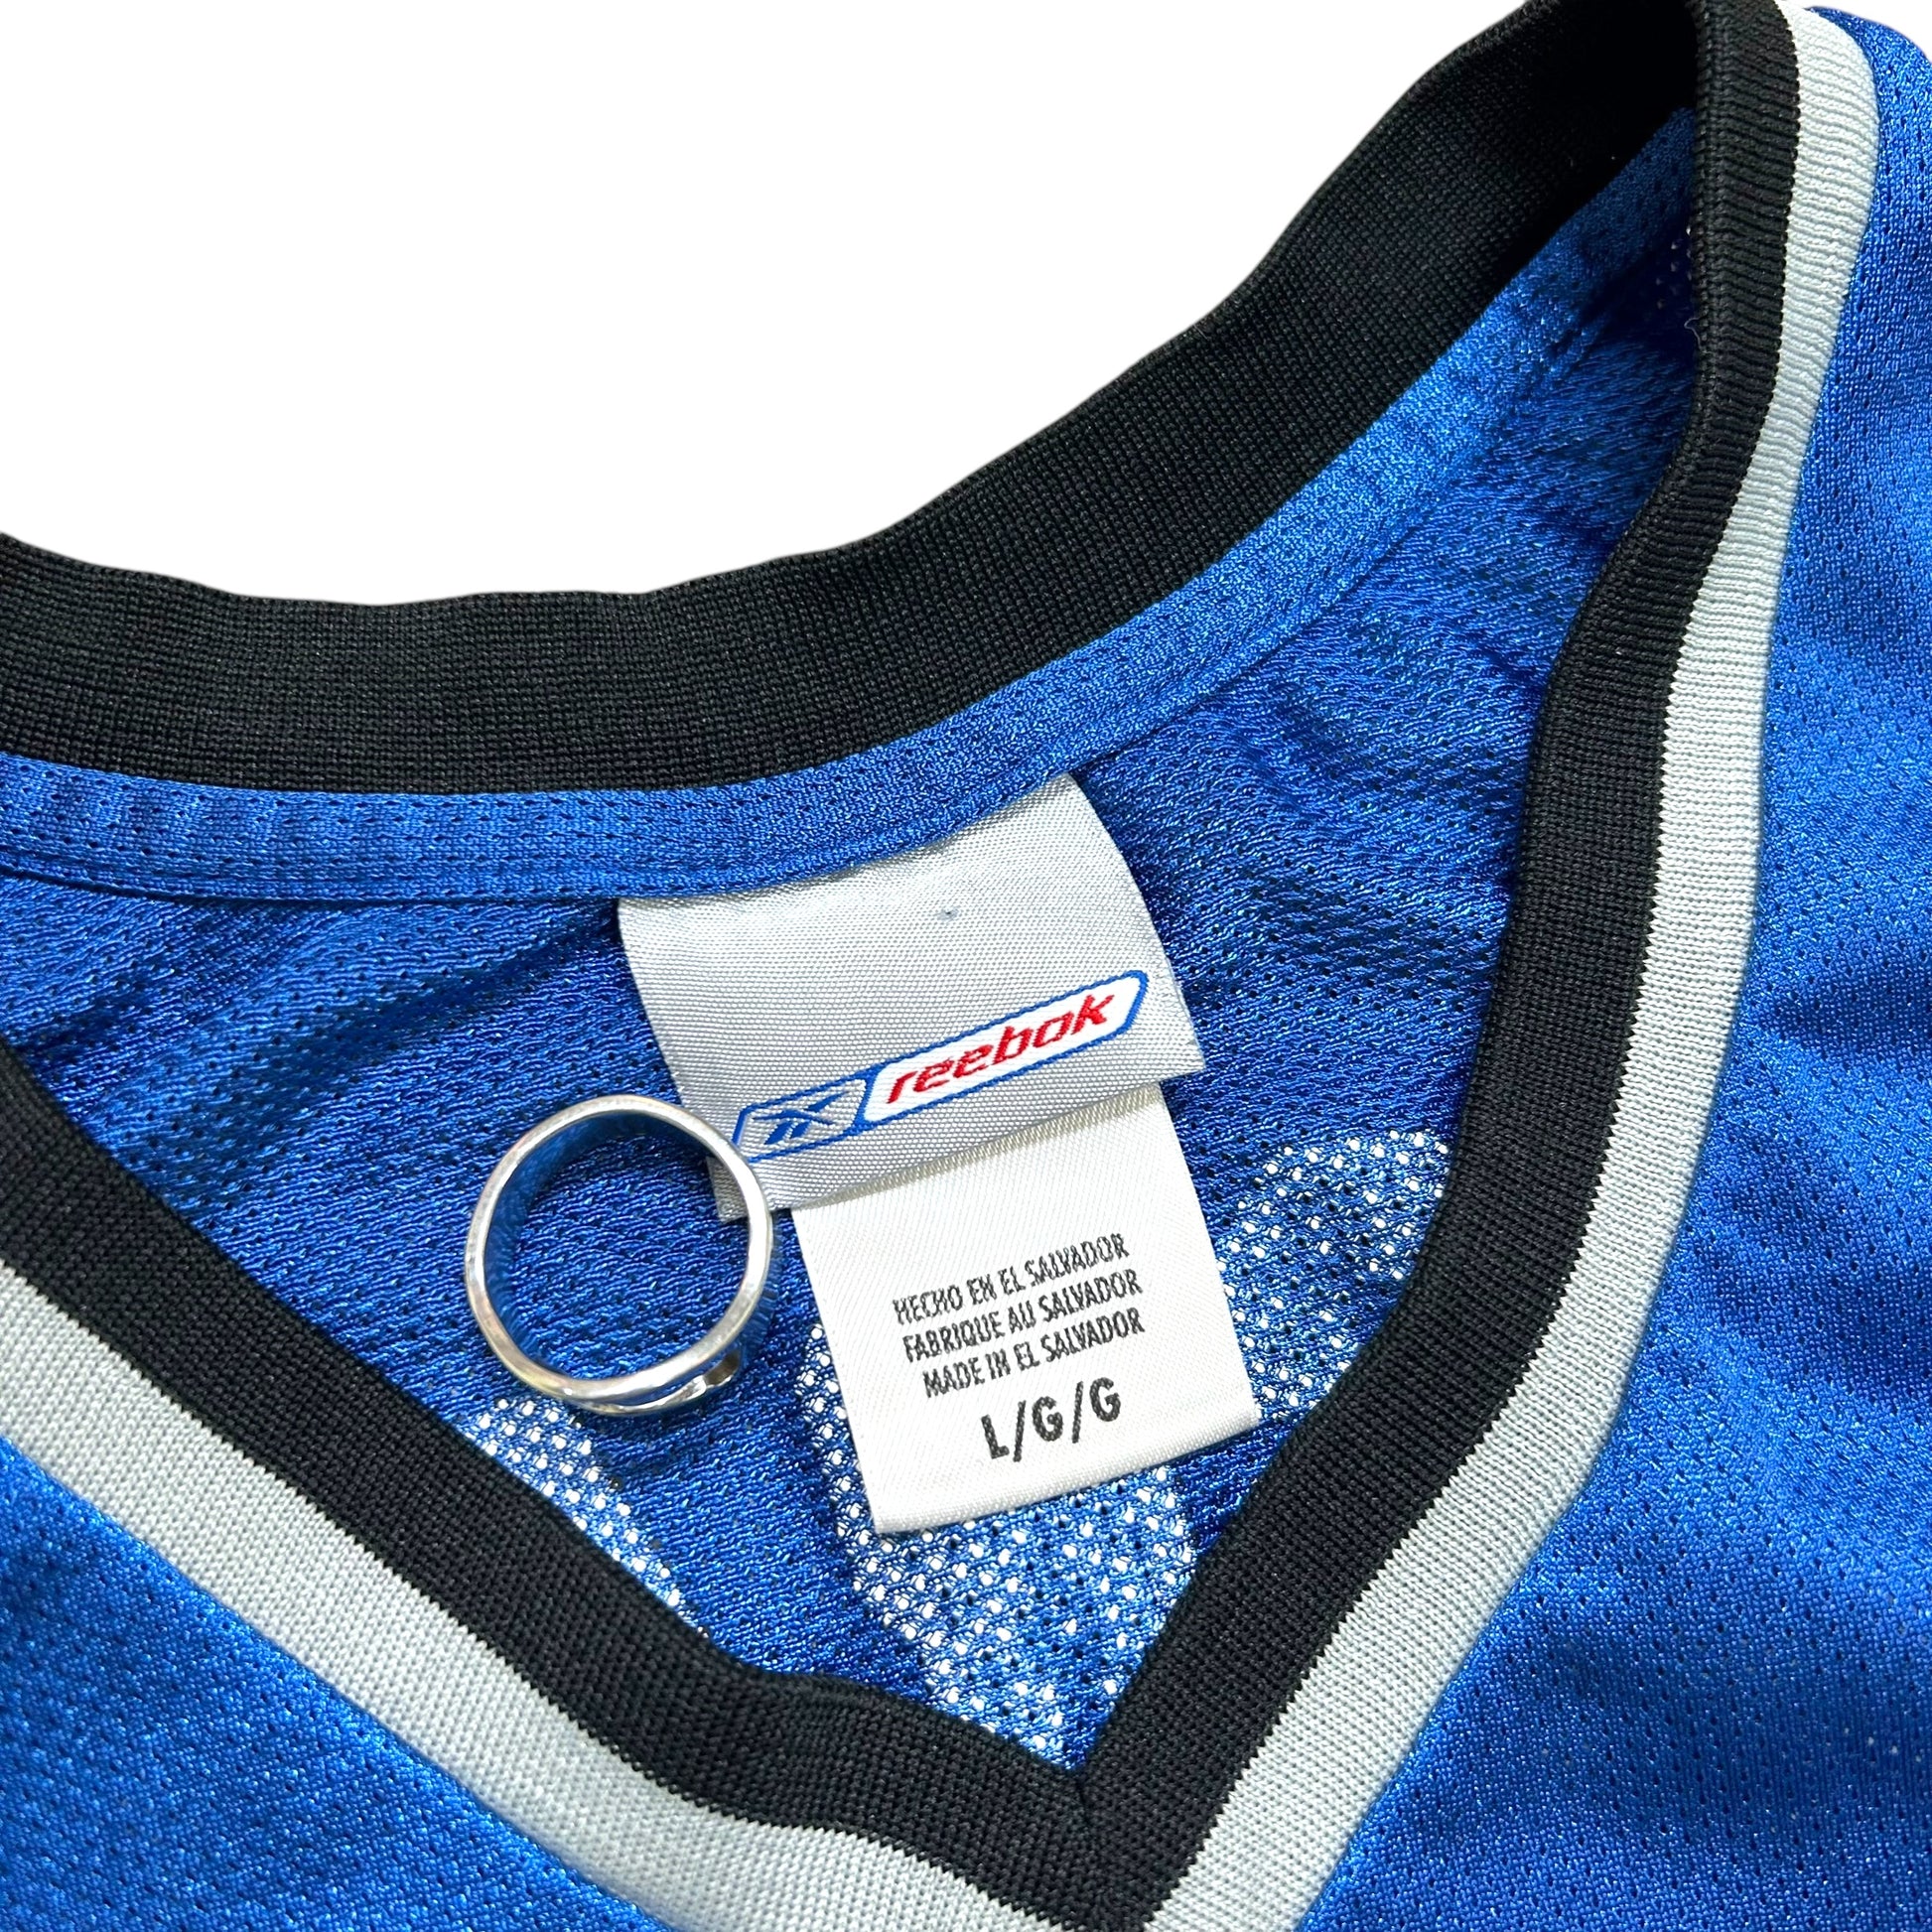 reebok
HECHO EN EL SALVADOR
FABRIQUE AU SALVADOR
MADE IN EL SALVADOR
L/G/G